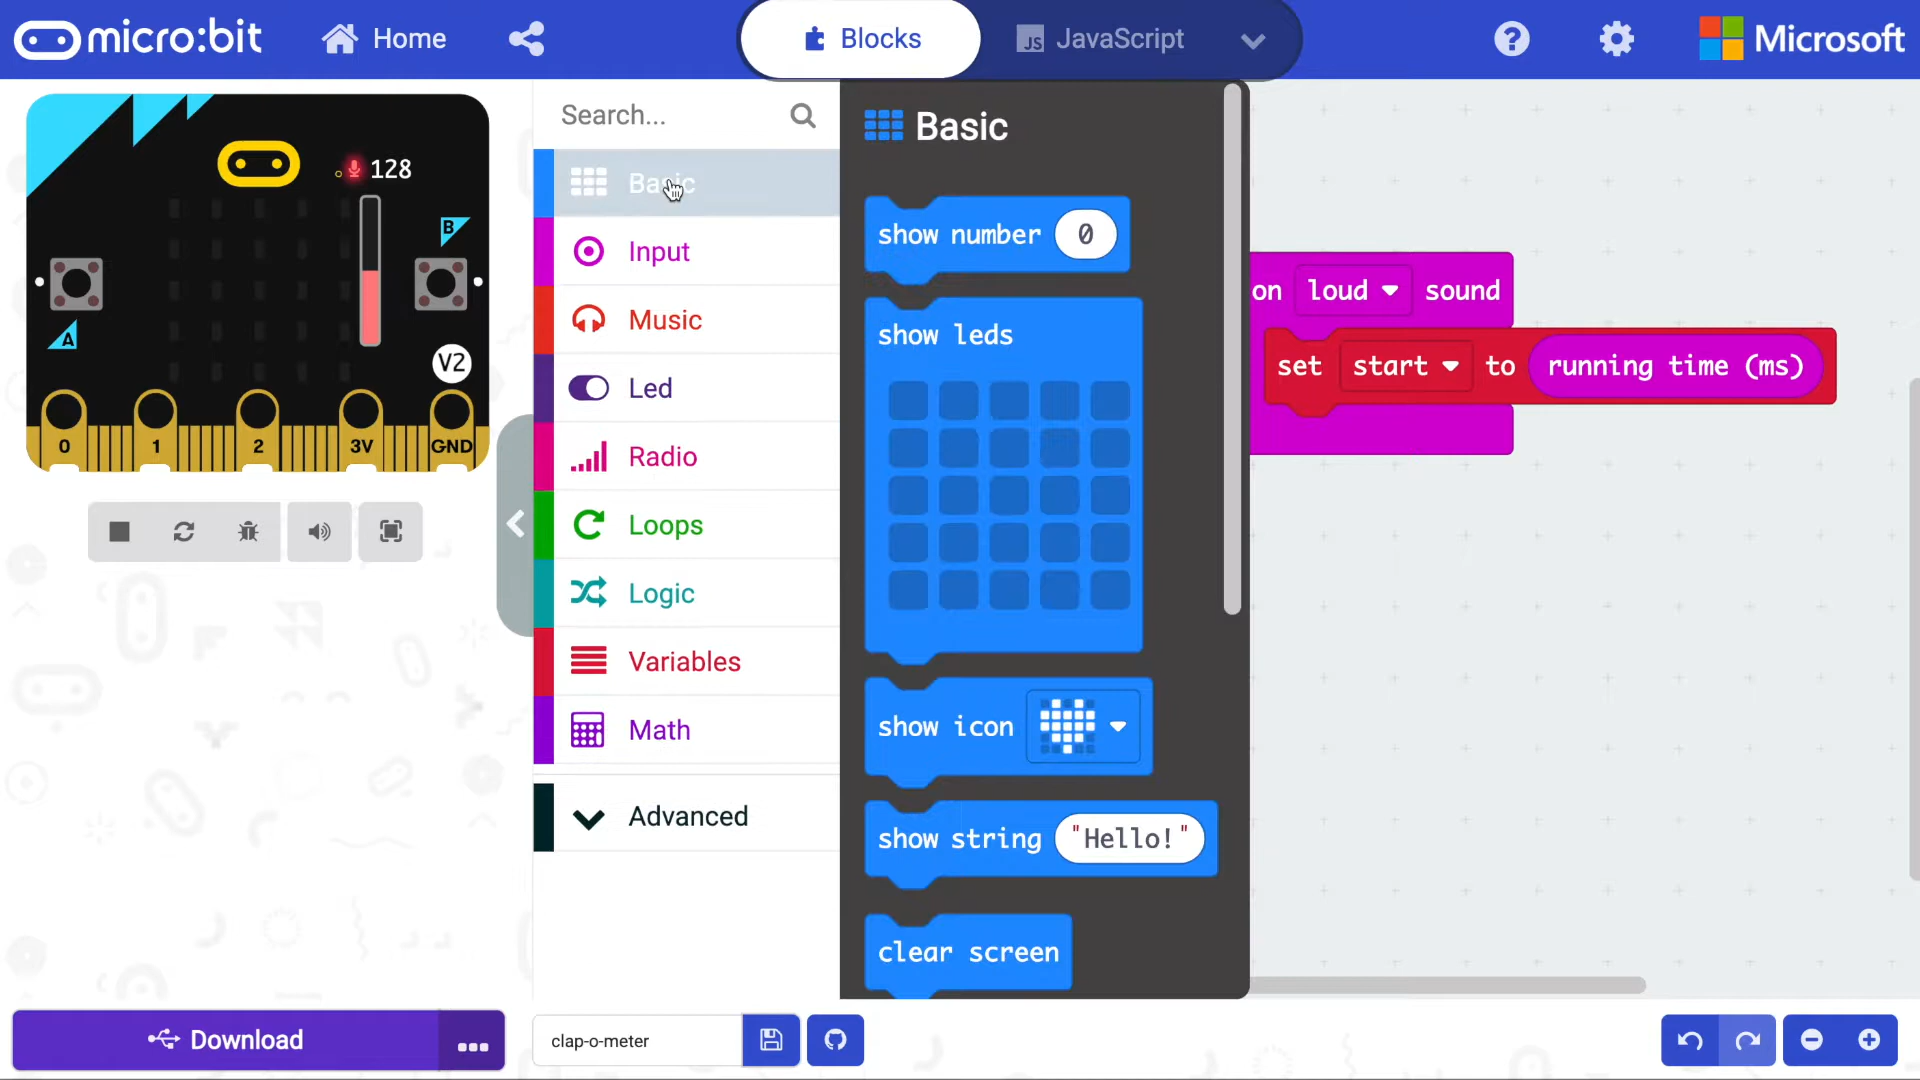 micro:bit
Home
Blocks
JS JavaScript
?
Microsoft
128
B
A
V2
0 1 2 3V GND
Search...
Basic
Input
Music
Led
Radio
Loops
Logic
Variables
Math
Advanced
Basic
show number 0
show leds
show icon
show string "Hello!"
clear screen
on loud sound
set start to running time (ms)
Download
...
clap-o-meter